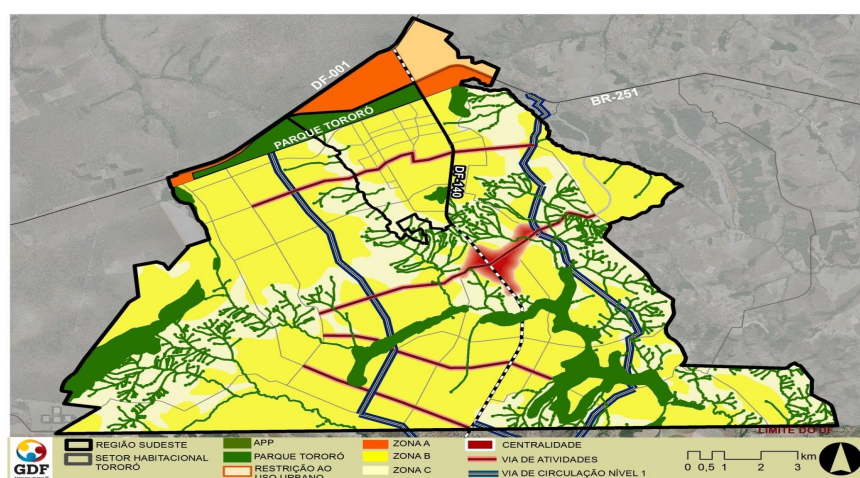 DF-001
BR-251
PARQUE TORORÓ
DF-140
LIMITE DO DF
GDF
REGIÃO SUDESTE
SETOR HABITACIONAL
TORORÓ
APP
PARQUE TORORÓ
RESTRIÇÃO AO
USO URBANO
ZONA A
ZONA B
ZONA C
CENTRALIDADE
VIA DE ATIVIDADES
VIA DE CIRCULAÇÃO NÍVEL 1
km
0 0,5 1 2 3